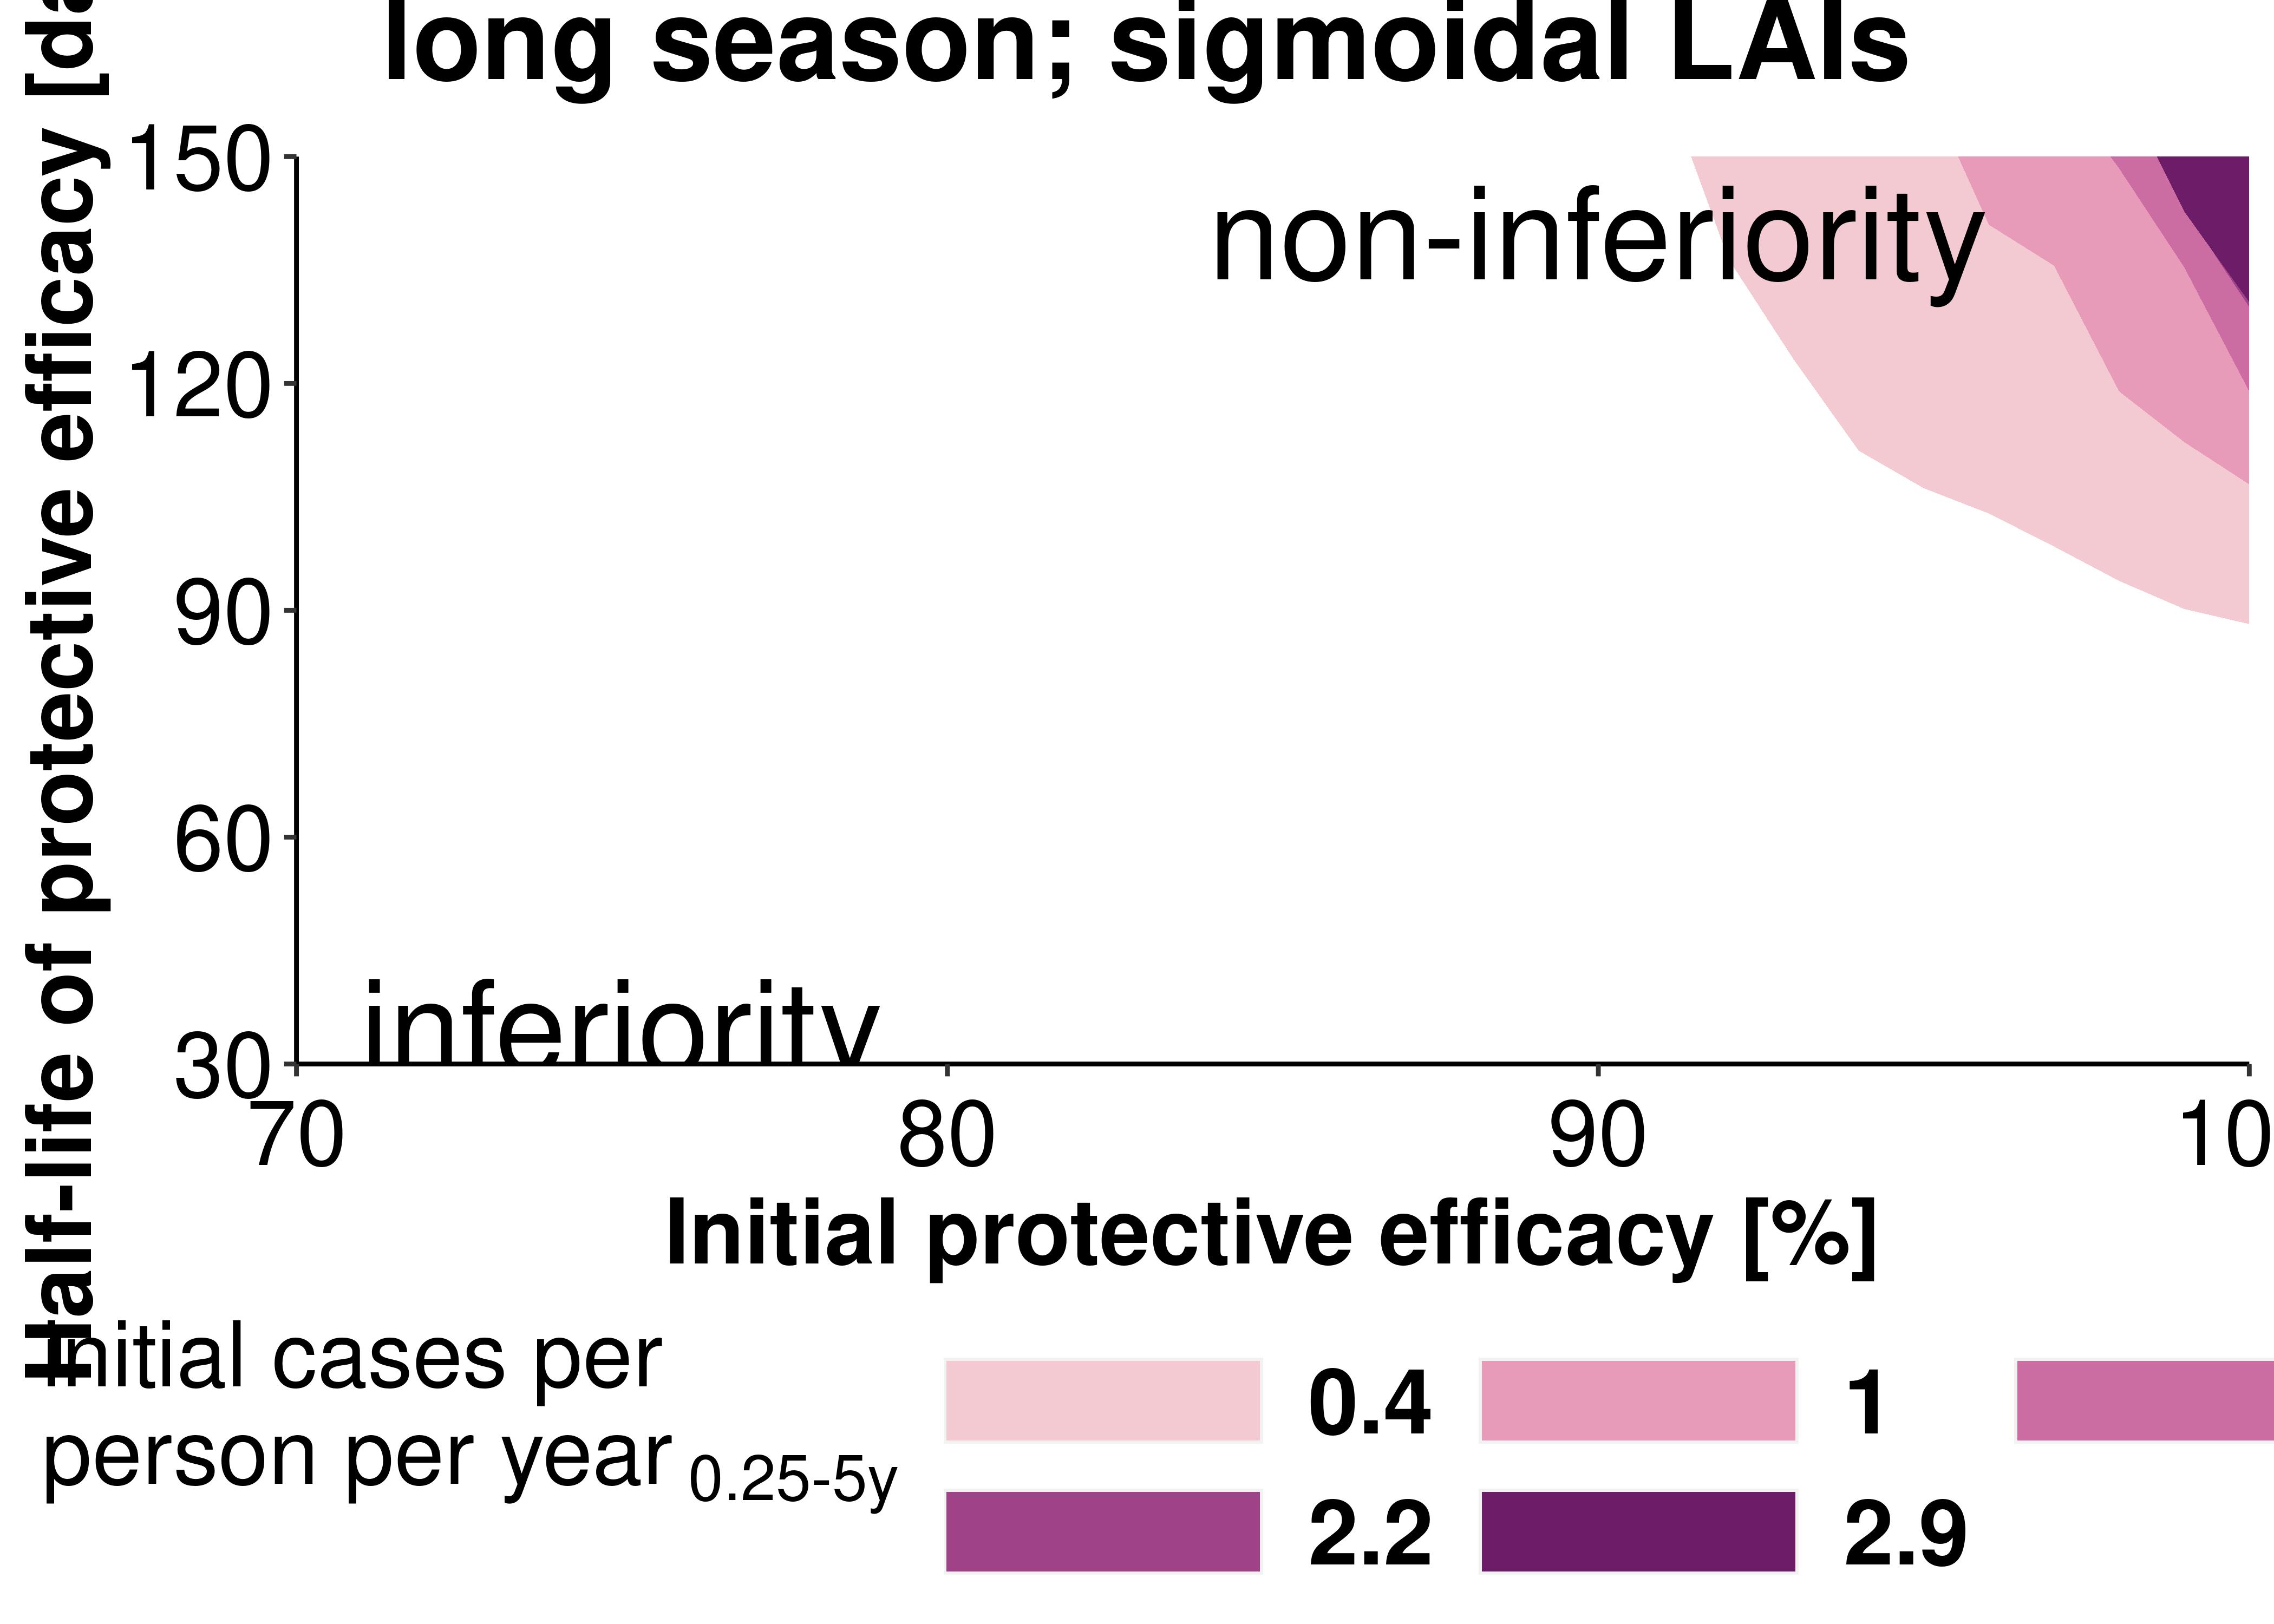 long season; sigmoidal LAIs
Half-life of protective efficacy [da
150
120
90
60
30
non-inferiority
inferiority
70
80
90
10
Initial protective efficacy [%]
Initial cases per
person per year 0.25-5y
0.4
1
2.2
2.9